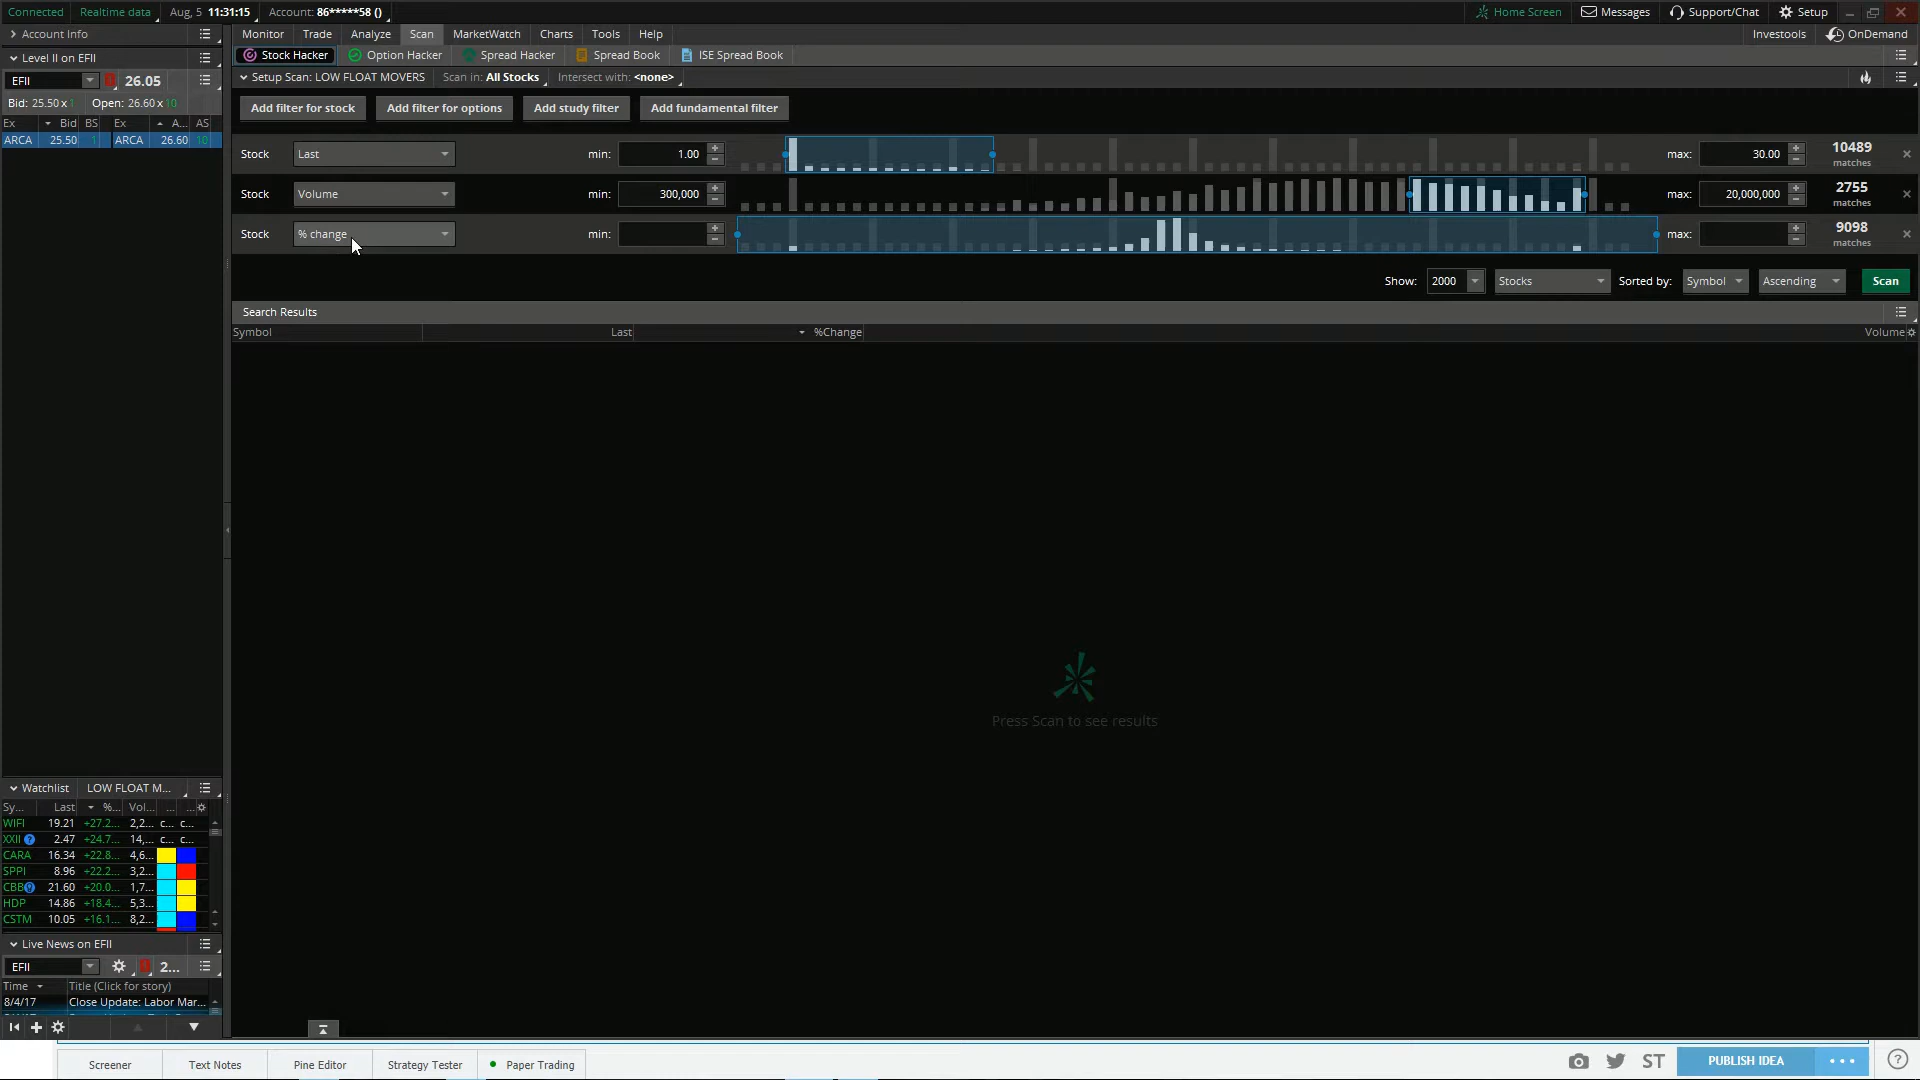 Connected Realtime data Aug, 5 11:31:15 Account: 86*****58 () Home Screen Messages Support/Chat Setup
Account Info
Monitor Trade Analyze Scan MarketWatch Charts Tools Help Investools OnDemand
Level II on EFII
Stock Hacker Option Hacker Spread Hacker Spread Book ISE Spread Book
EFII 26.05
Setup Scan: LOW FLOAT MOVERS Scan in: All Stocks Intersect with: <none>
Bid: 25.50 x 1 Open: 26.60 x 10
Add filter for stock Add filter for options Add study filter Add fundamental filter
Ex Bid BS Ex A... AS
ARCA 25.50 1 ARCA 26.60 10
Stock Last min: 1.00 max: 30.00 10489 matches
Stock Volume min: 300,000 max: 20,000,000 2755 matches
Stock % change min: max: 9098 matches
Show: 2000 Stocks Sorted by: Symbol Ascending Scan
Search Results
Symbol Last %Change Volume
Press Scan to see results
Watchlist LOW FLOAT M...
Sy... Last %... Vol... ... ...
WIFI 19.21 +27.2... 2,2... c... c...
XXII 2.47 +24.7... 14,... c... c...
CARA 16.34 +22.8... 4,6...
SPPI 8.96 +22.2... 3,2...
CBB 21.60 +20.0... 1,7...
HDP 14.86 +18.4... 5,3...
CSTM 10.05 +16.1... 8,2...
Live News on EFII
EFII 2...
Time Title (Click for story)
8/4/17 Close Update: Labor Mar...
Screener Text Notes Pine Editor Strategy Tester Paper Trading ST PUBLISH IDEA ... ?